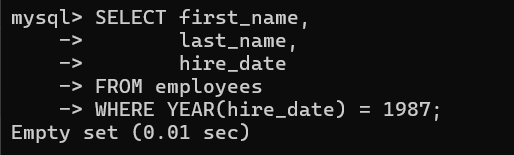 mysql> SELECT first_name,
    ->        last_name,
    ->        hire_date
    -> FROM employees
    -> WHERE YEAR(hire_date) = 1987;
Empty set (0.01 sec)